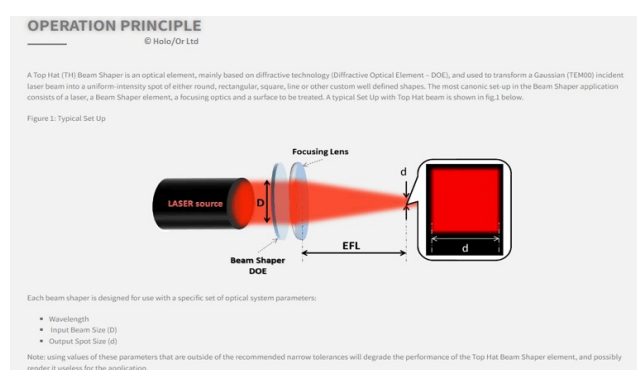 OPERATION PRINCIPLE
© Holo/Or Ltd
A Top Hat (TH) Beam Shaper is an optical element, mainly based on diffractive technology (Diffractive Optical Element – DOE), and used to transform a Gaussian (TEM00) incident
laser beam into a uniform-intensity spot of either round, rectangular, square, line or other custom well defined shapes. The most canonic set-up in the Beam Shaper application
consists of a laser, a Beam Shaper element, a focusing optics and a surface to be treated. A typical Set Up with Top Hat beam is shown in fig.1 below.
Figure 1: Typical Set Up
Focusing Lens
d
LASER source
D
d
EFL
Beam Shaper
DOE
Each beam shaper is designed for use with a specific set of optical system parameters:
Wavelength
Input Beam Size (D)
Output Spot Size (d)
Note: using values of these parameters that are outside of the recommended narrow tolerances will degrade the performance of the Top Hat Beam Shaper element, and possibly
render it useless for the application.